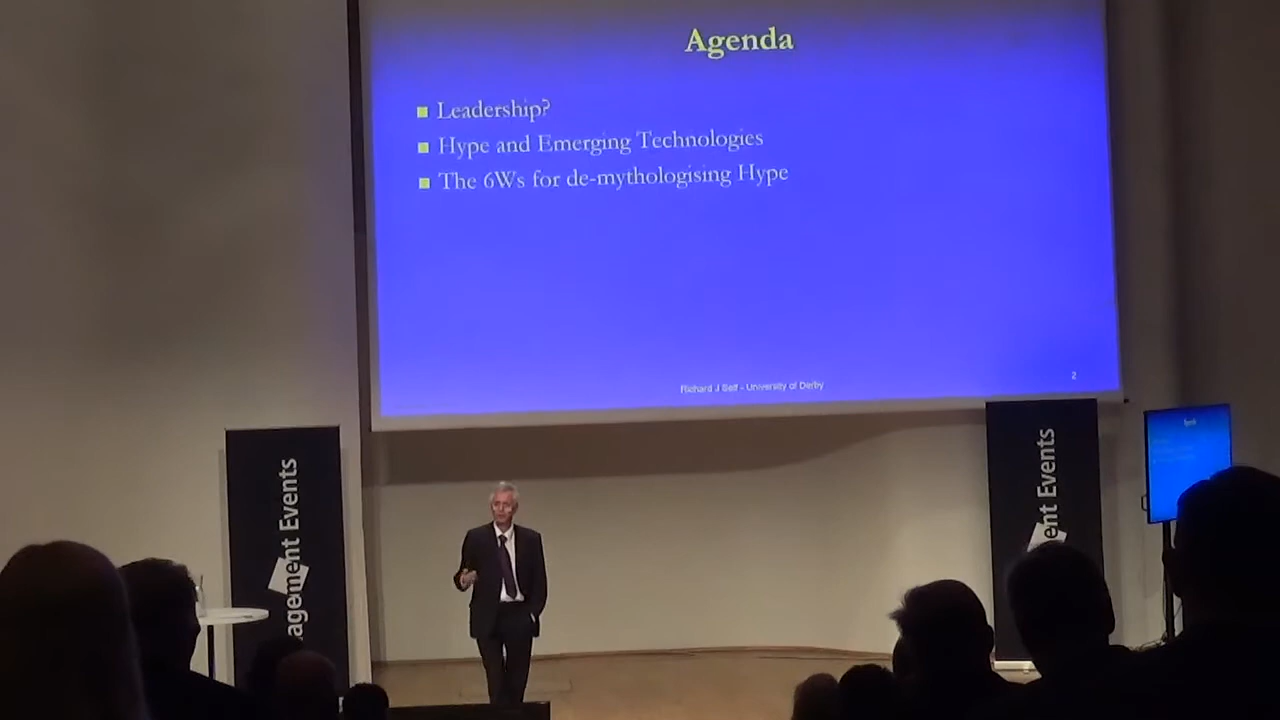 Agenda
Leadership?
Hype and Emerging Technologies
The 6Ws for de-mythologising Hype
Richard J Self - University of Derby
2
agement Events
ent Events